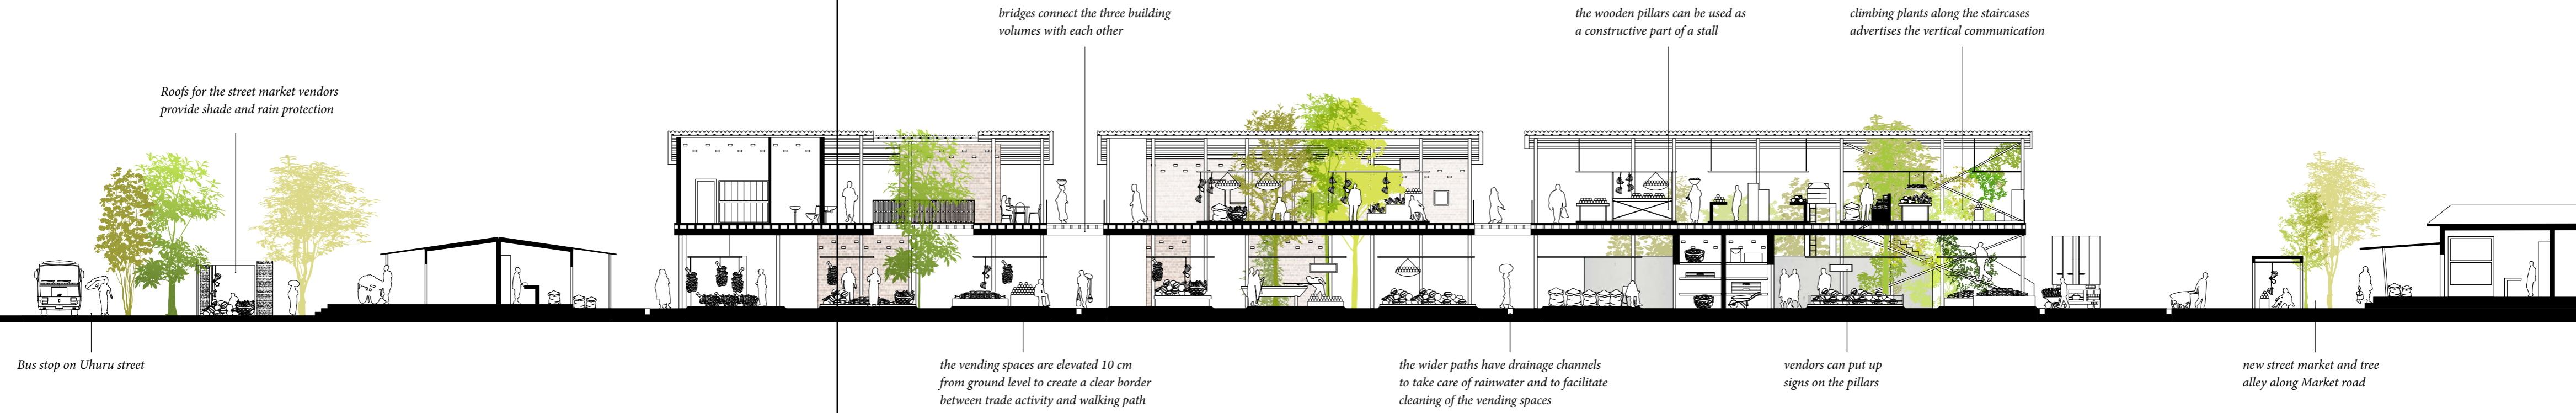 bridges connect the three building
volumes with each other
the wooden pillars can be used as
a constructive part of a stall
climbing plants along the staircases
advertises the vertical communication
Roofs for the street market vendors
provide shade and rain protection
Bus stop on Uhuru street
the vending spaces are elevated 10 cm
from ground level to create a clear border
between trade activity and walking path
the wider paths have drainage channels
to take care of rainwater and to facilitate
cleaning of the vending spaces
vendors can put up
signs on the pillars
new street market and tree
alley along Market road